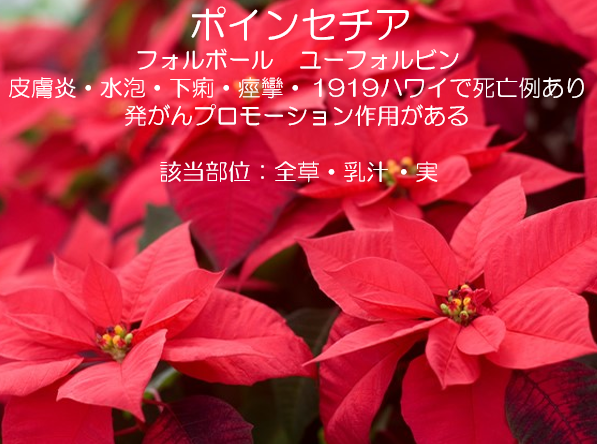 ポインセチア
フォルボール　ユーフォルビン
皮膚炎・水泡・下痢・痙攣・1919ハワイで死亡例あり
発がんプロモーション作用がある
該当部位：全草・乳汁・実